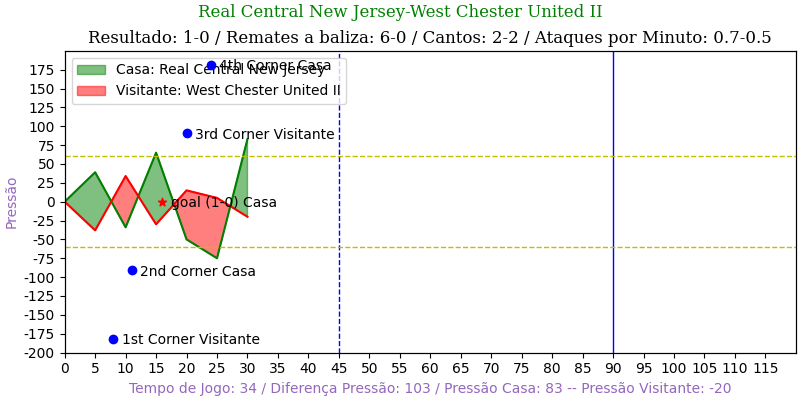 Real Central New Jersey-West Chester United II
Resultado: 1-0 / Remates a baliza: 6-0 / Cantos: 2-2 / Ataques por Minuto: 0.7-0.5
Casa: Real Central New Jersey
4th Corner Casa
Visitante: West Chester United II
3rd Corner Visitante
goal (1-0) Casa
2nd Corner Casa
1st Corner Visitante
Pressão
175
150
125
100
75
50
25
0
-25
-50
-75
-100
-125
-150
-175
-200
0 5 10 15 20 25 30 35 40 45 50 55 60 65 70 75 80 85 90 95 100 105 110 115
Tempo de Jogo: 34 / Diferença Pressão: 103 / Pressão Casa: 83 -- Pressão Visitante: -20